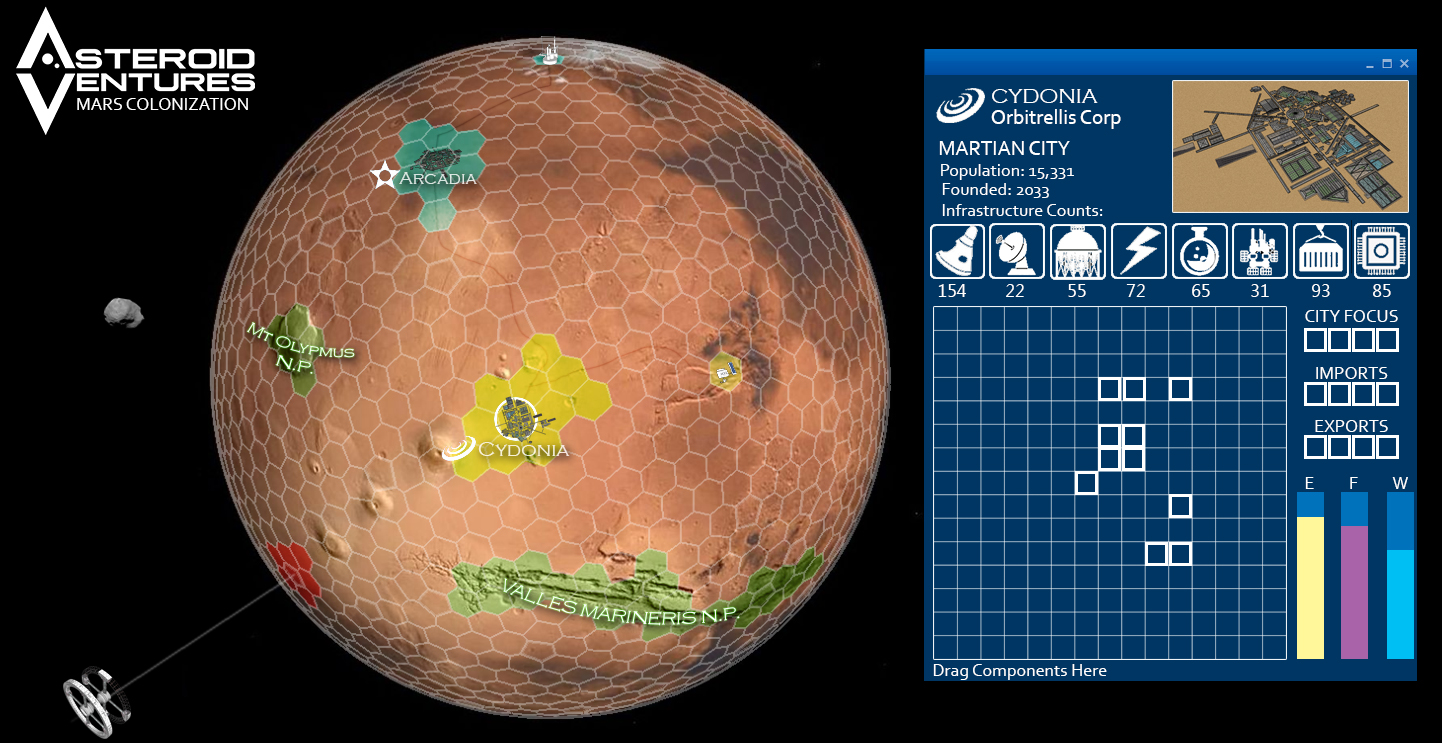 ASTEROID
VENTURES
MARS COLONIZATION
ARCADIA
MT OLYPMUS
N.P.
CYDONIA
VALLES MARINERIS N.P.
CYDONIA
Orbitrellis Corp
MARTIAN CITY
Population: 15,331
Founded: 2033
Infrastructure Counts:
154 22 55 72 65 31 93 85
CITY FOCUS
IMPORTS
EXPORTS
E F W
Drag Components Here